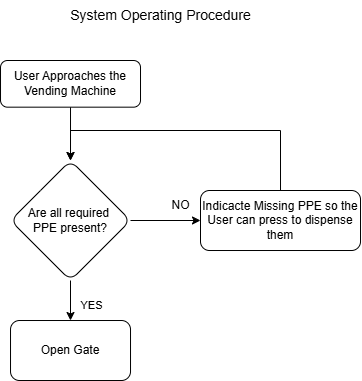 System Operating Procedure
User Approaches the
Vending Machine
Are all required
PPE present?
NO
Indicacte Missing PPE so the
User can press to dispense
them
YES
Open Gate